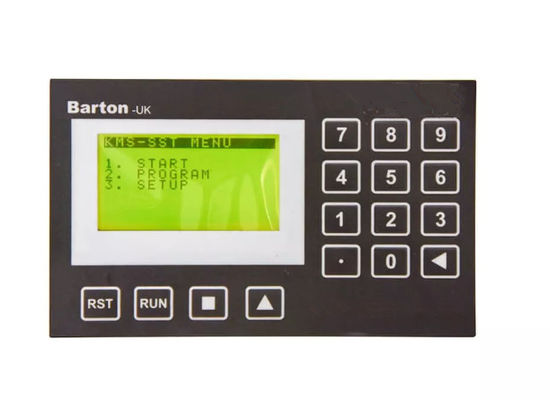 Barton -UK
KMS-SST MENU
1. START
2. PROGRAM
3. SETUP
7 8 9
4 5 6
1 2 3
. 0
RST RUN